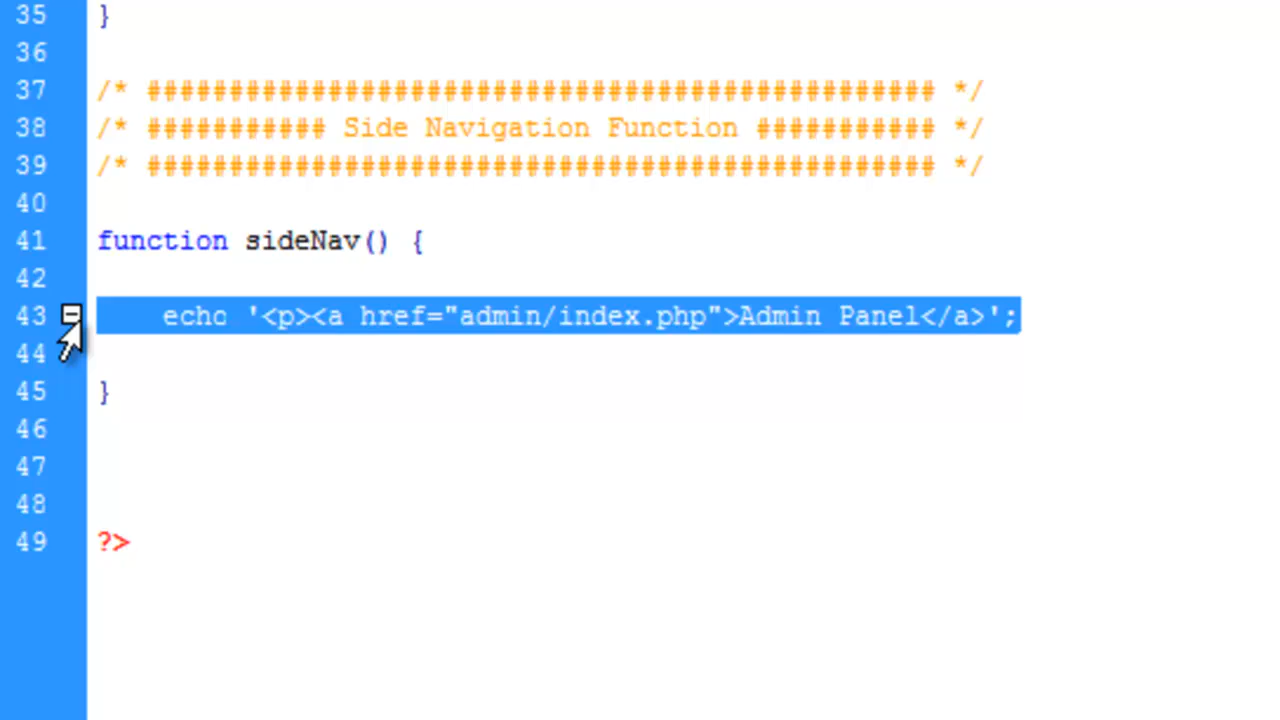 35 }
36
37 /* ################################################ */
38 /* ########### Side Navigation Function ########### */
39 /* ################################################ */
40
41 function sideNav() {
42
43 echo '<p><a href="admin/index.php">Admin Panel</a>';
44
45 }
46
47
48
49 ?>